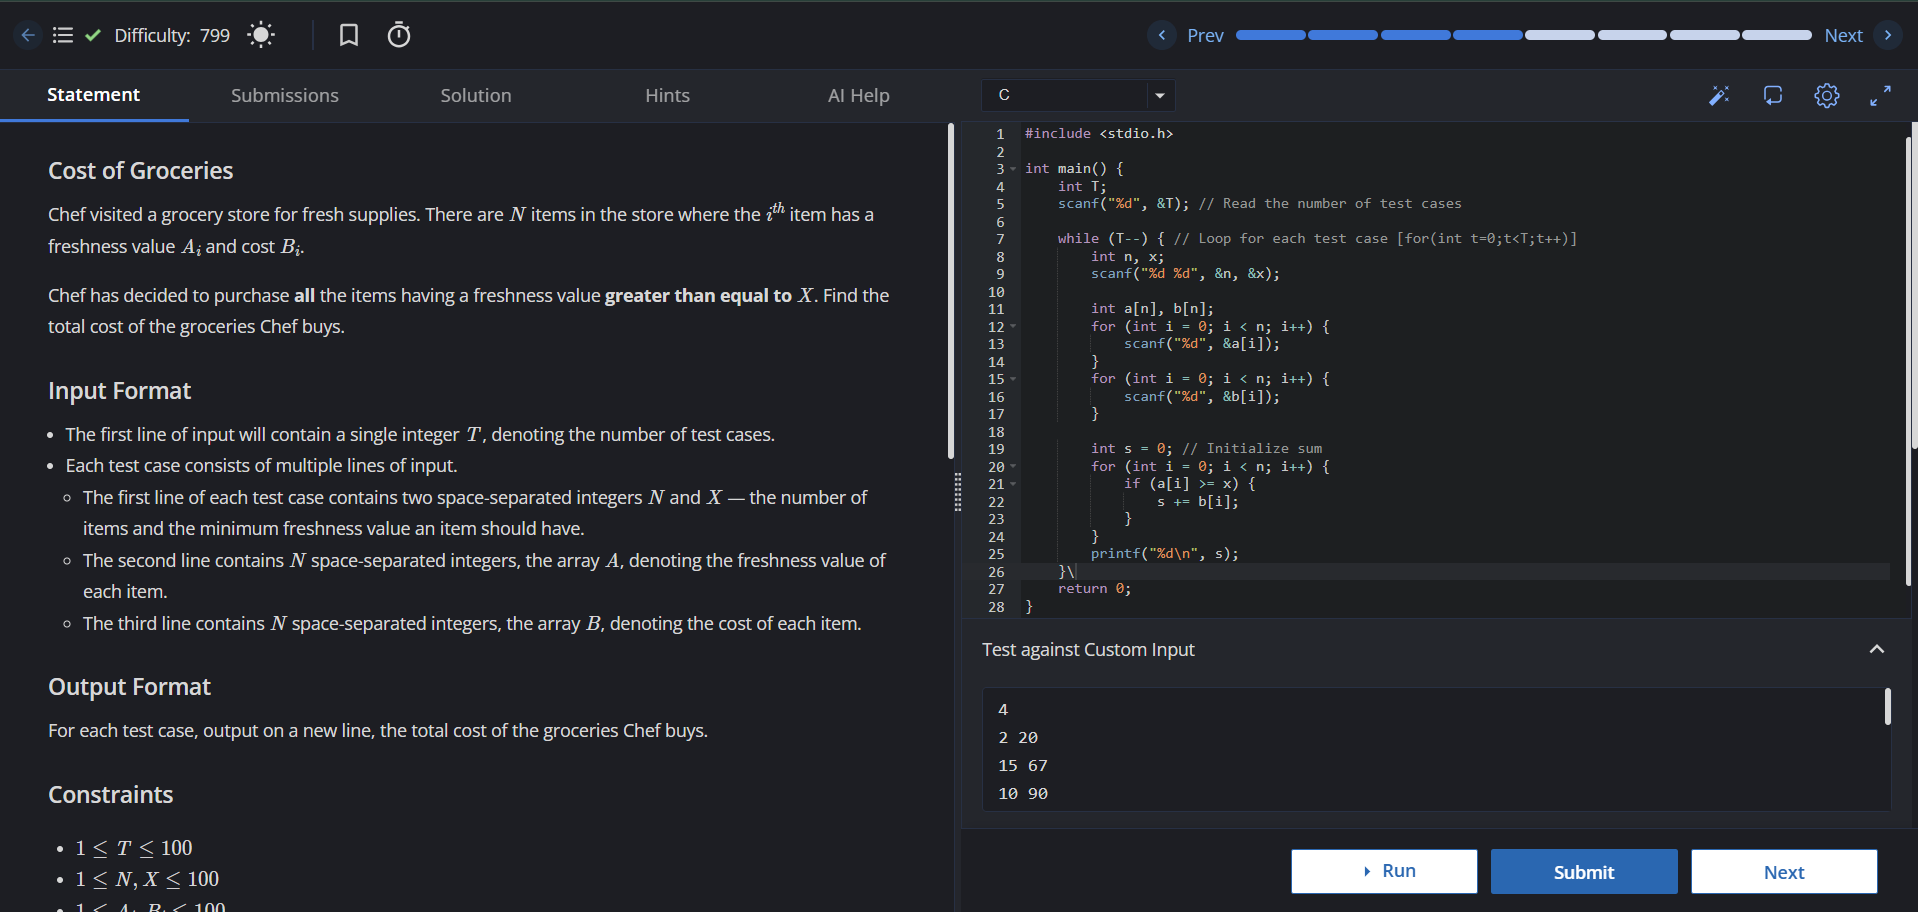 Difficulty: 799
Prev
Next
Statement
Submissions
Solution
Hints
AI Help
C
Cost of Groceries
Chef visited a grocery store for fresh supplies. There are N items in the store where the i^th item has a
freshness value A_i and cost B_i.
Chef has decided to purchase all the items having a freshness value greater than equal to X. Find the
total cost of the groceries Chef buys.
Input Format
• The first line of input will contain a single integer T, denoting the number of test cases.
• Each test case consists of multiple lines of input.
◦ The first line of each test case contains two space-separated integers N and X — the number of
items and the minimum freshness value an item should have.
◦ The second line contains N space-separated integers, the array A, denoting the freshness value of
each item.
◦ The third line contains N space-separated integers, the array B, denoting the cost of each item.
Output Format
For each test case, output on a new line, the total cost of the groceries Chef buys.
Constraints
• 1 ≤ T ≤ 100
• 1 ≤ N, X ≤ 100
• 1 ≤ A_i, B_i ≤ 100
1 #include <stdio.h>
2
3 int main() {
4     int T;
5     scanf("%d", &T); // Read the number of test cases
6
7     while (T--) { // Loop for each test case [for(int t=0;t<T;t++)]
8         int n, x;
9         scanf("%d %d", &n, &x);
10
11         int a[n], b[n];
12         for (int i = 0; i < n; i++) {
13             scanf("%d", &a[i]);
14         }
15         for (int i = 0; i < n; i++) {
16             scanf("%d", &b[i]);
17         }
18
19         int s = 0; // Initialize sum
20         for (int i = 0; i < n; i++) {
21             if (a[i] >= x) {
22                 s += b[i];
23             }
24         }
25         printf("%d\n", s);
26     }\
27     return 0;
28 }
Test against Custom Input
4
2 20
15 67
10 90
Run
Submit
Next